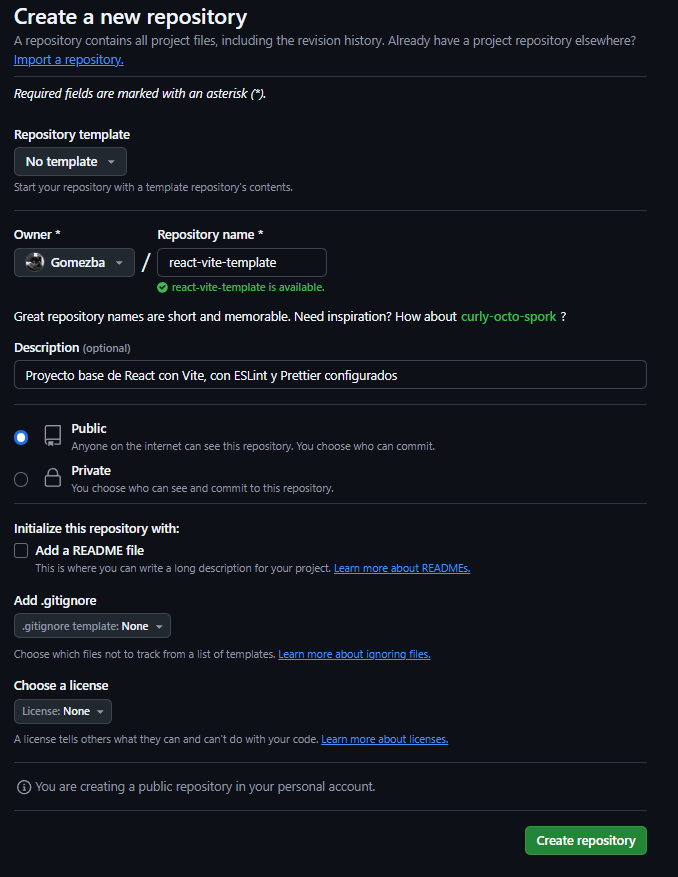 Create a new repository
A repository contains all project files, including the revision history. Already have a project repository elsewhere?
Import a repository.
Required fields are marked with an asterisk (*).
Repository template
No template
Start your repository with a template repository's contents.
Owner *
Repository name *
Gomezba
/
react-vite-template
react-vite-template is available.
Great repository names are short and memorable. Need inspiration? How about curly-octo-spork ?
Description (optional)
Proyecto base de React con Vite, con ESLint y Prettier configurados
Public
Anyone on the internet can see this repository. You choose who can commit.
Private
You choose who can see and commit to this repository.
Initialize this repository with:
Add a README file
This is where you can write a long description for your project. Learn more about READMEs.
Add .gitignore
.gitignore template: None
Choose which files not to track from a list of templates. Learn more about ignoring files.
Choose a license
License: None
A license tells others what they can and can't do with your code. Learn more about licenses.
You are creating a public repository in your personal account.
Create repository